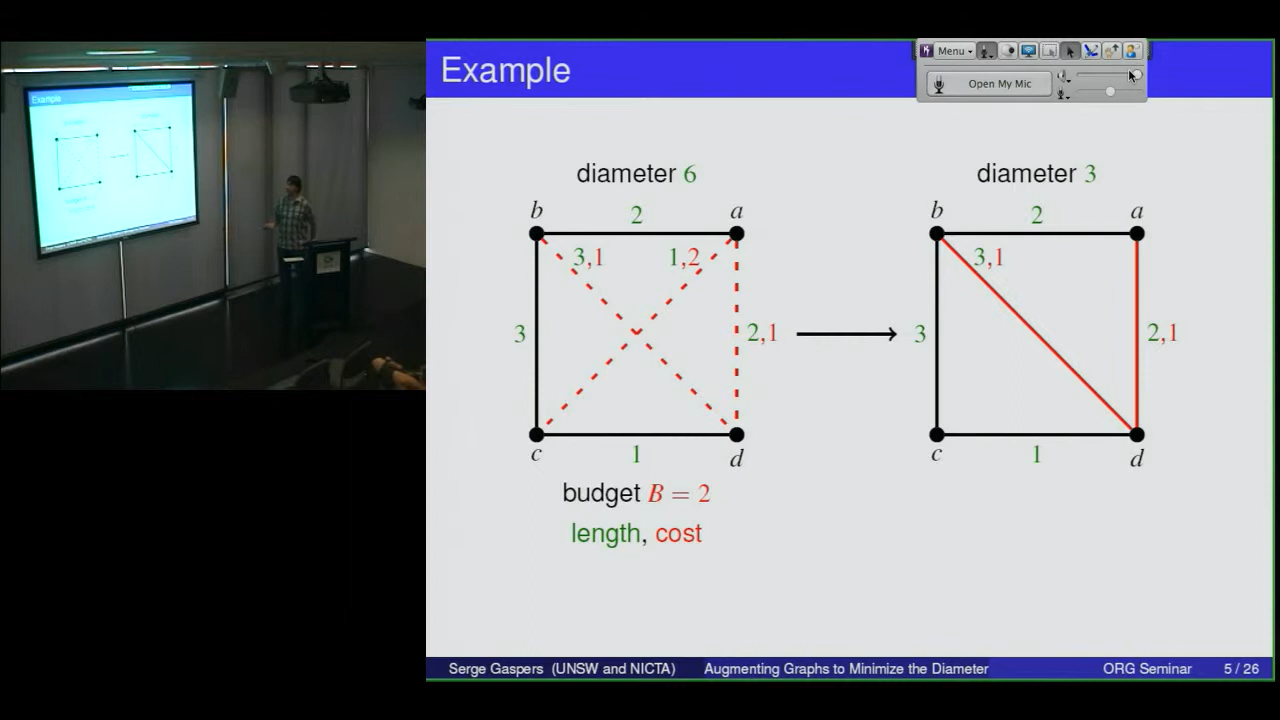 Example
Menu
Open My Mic
Example
diameter 6
diameter 3
b 2 a
b 2 a
3,1 1,2
3,1
3 2,1
3 2,1
c 1 d
c 1 d
budget B = 2
length, cost
Serge Gaspers (UNSW and NICTA) Augmenting Graphs to Minimize the Diameter ORG Seminar 5 / 26